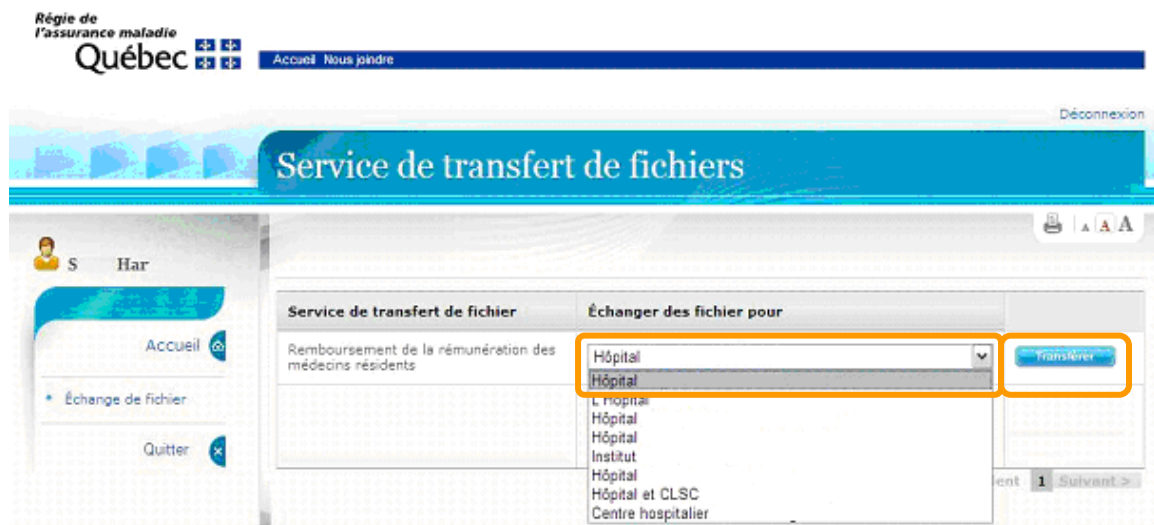 Régie de
l'assurance maladie
Québec
Accueil Nous joindre
Déconnexion
Service de transfert de fichiers
A A A
S Har
Accueil
Échange de fichier
Quitter
Service de transfert de fichier Échanger des fichier pour
Remboursement de la rémunération des
médecins résidents
Hôpital
Transférer
Hôpital
L'Hôpital
Hôpital
Hôpital
Institut
Hôpital
Hôpital et CLSC
Centre hospitalier
ent 1 Suivant >